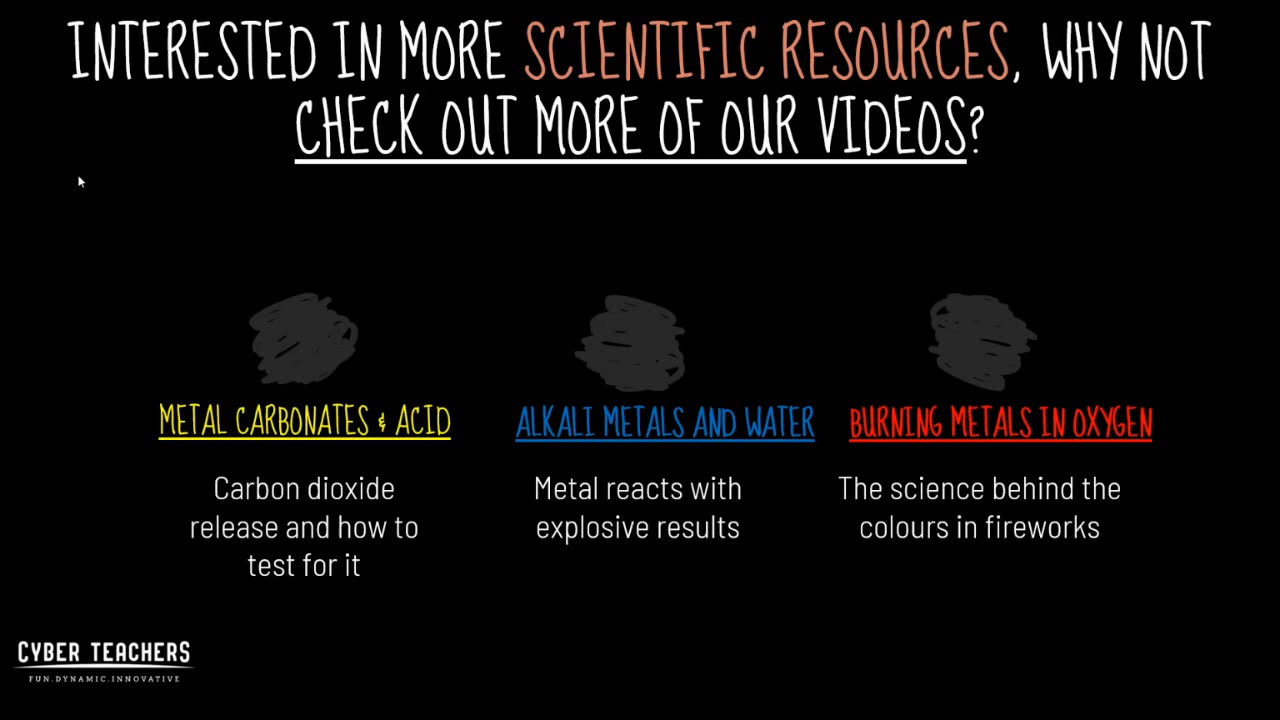 INTERESTED IN MORE SCIENTIFIC RESOURCES, WHY NOT
CHECK OUT MORE OF OUR VIDEOS?
METAL CARBONATES & ACID
Carbon dioxide
release and how to
test for it
ALKALI METALS AND WATER
Metal reacts with
explosive results
BURNING METALS IN OXYGEN
The science behind the
colours in fireworks
CYBER TEACHERS
FUN.DYNAMIC.INNOVATIVE